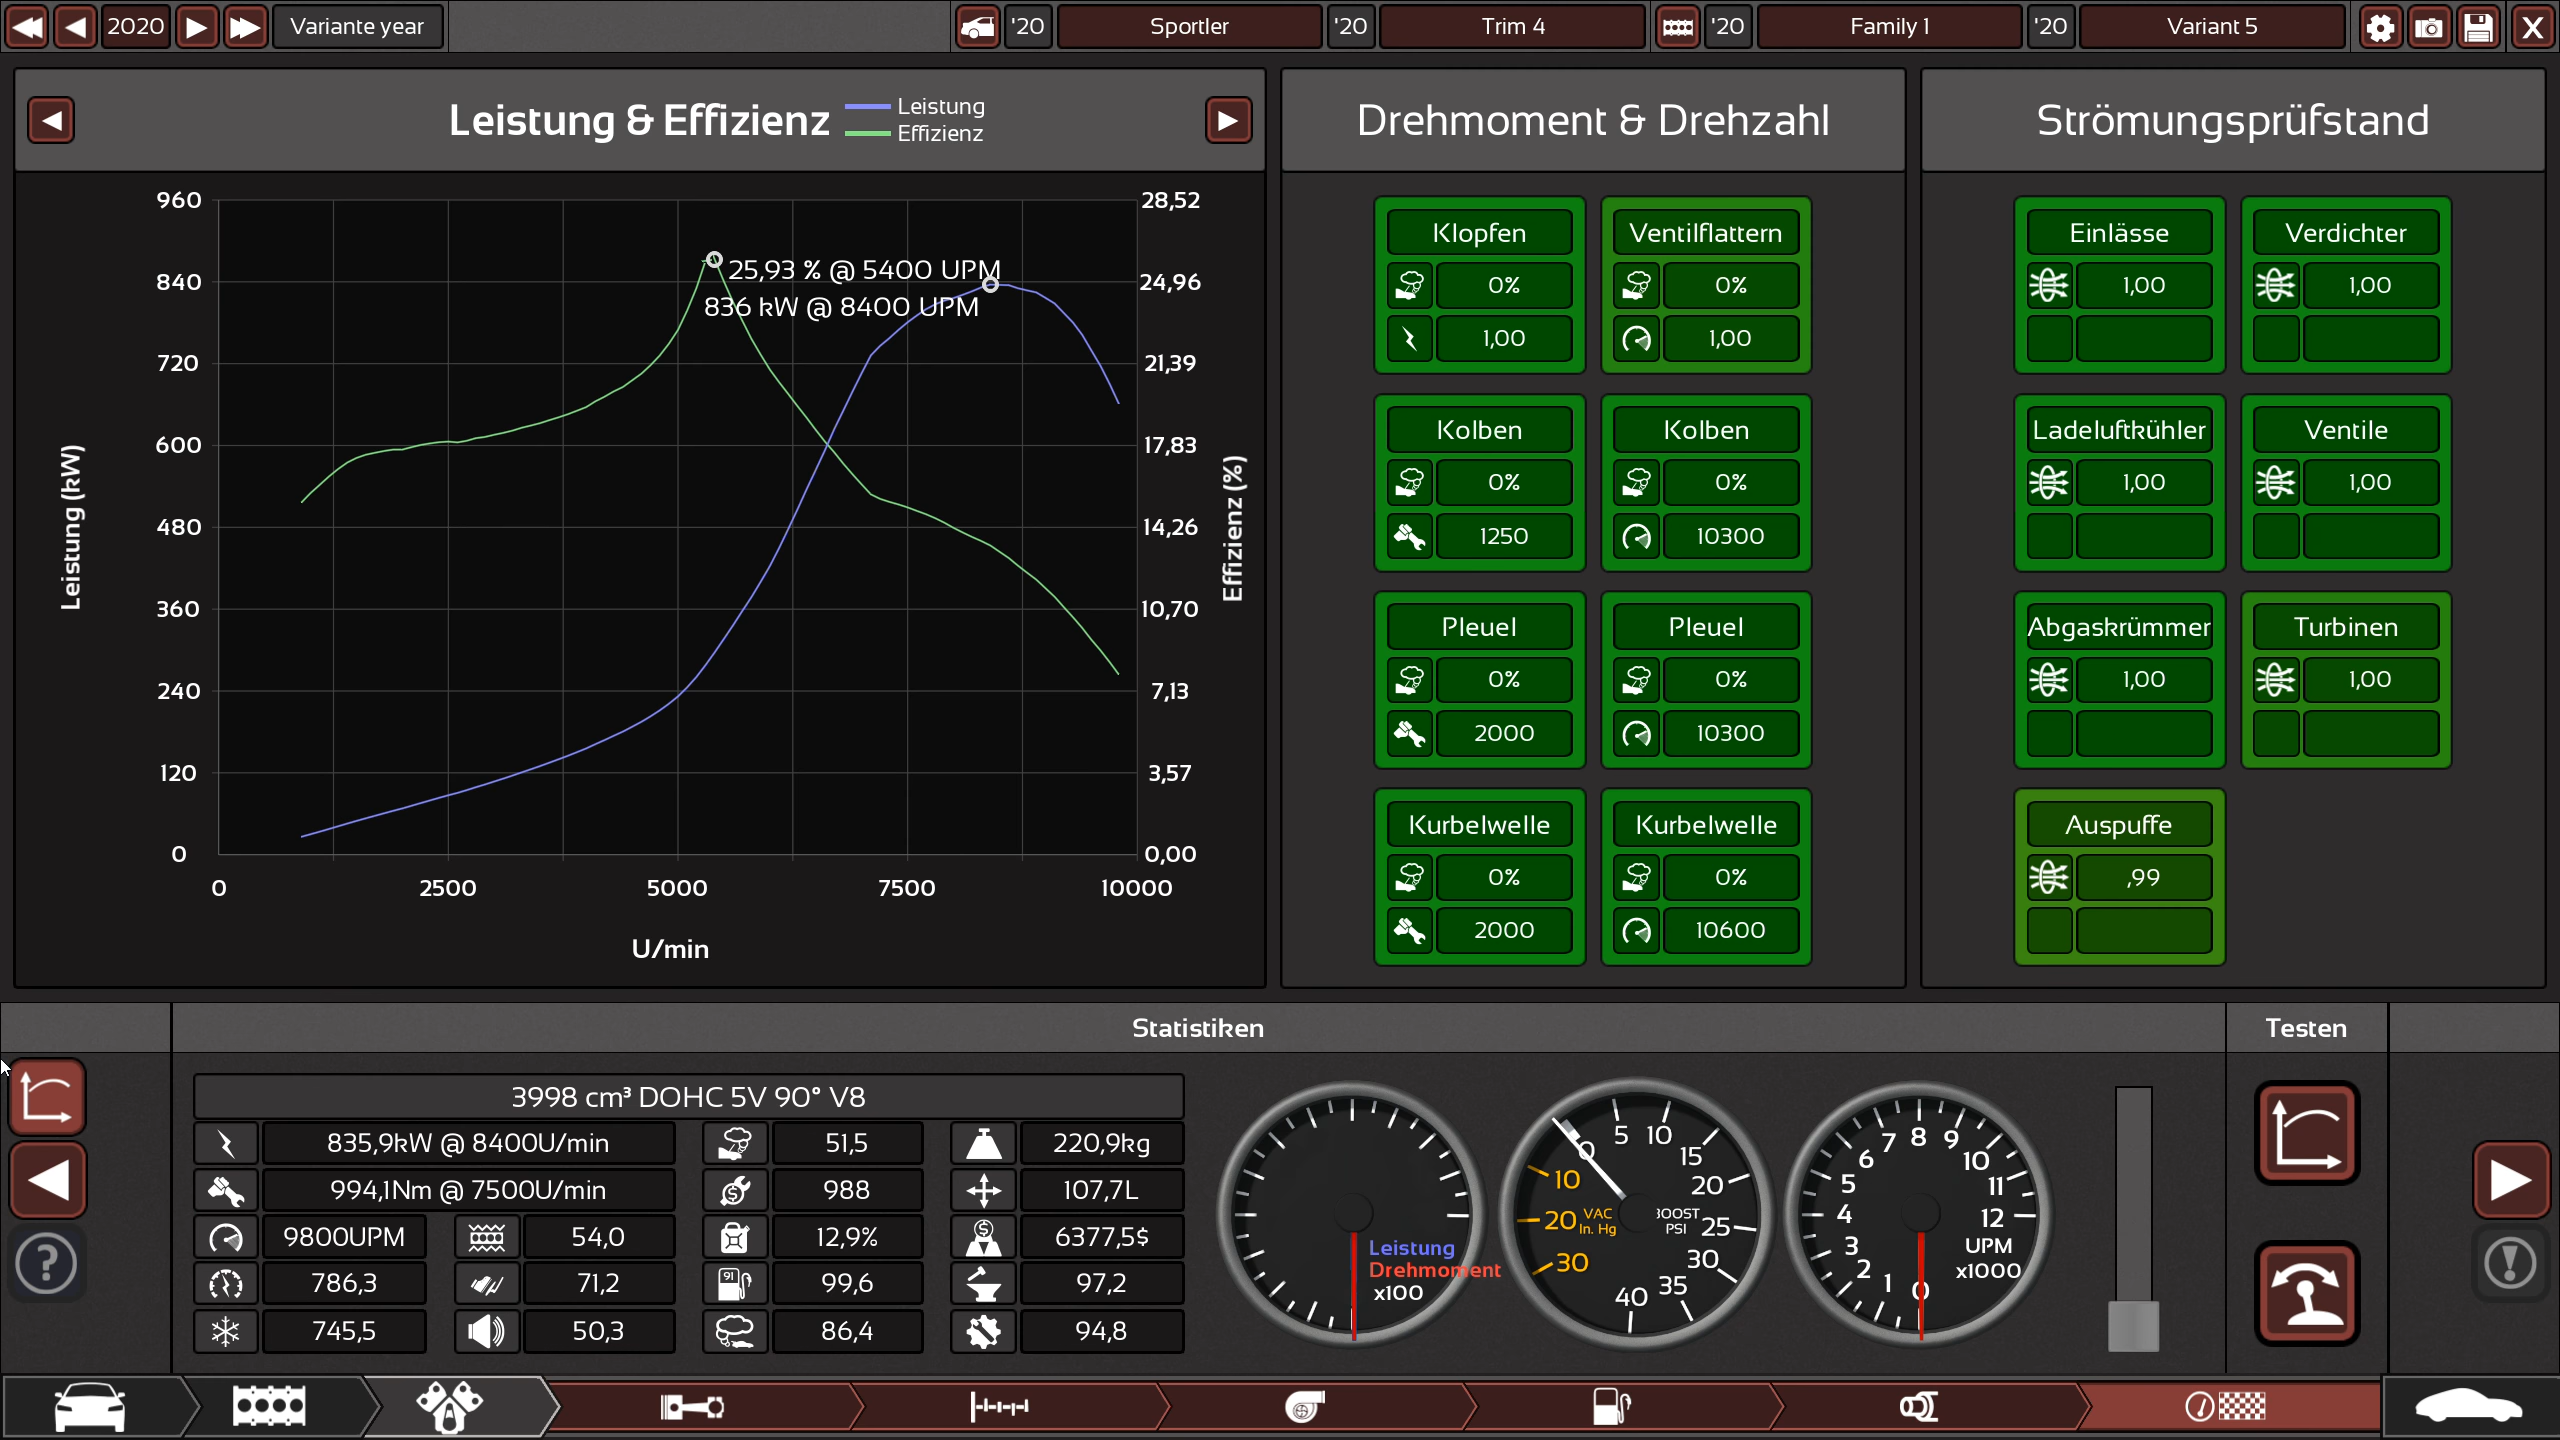 2020 Variante year '20 Sportler '20 Trim 4 '20 Family 1 '20 Variant 5 X
Leistung & Effizienz
Leistung
Effizienz
960
840
720
600
480
360
240
120
0
Leistung (kW)
25,93 % @ 5400 UPM
836 kW @ 8400 UPM
28,52
24,96
21,39
17,83
14,26
10,70
7,13
3,57
0,00
Effizienz (%)
0 2500 5000 7500 10000
U/min
Drehmoment & Drehzahl
Klopfen Ventilflattern
0% 0%
1,00 1,00
Kolben Kolben
0% 0%
1250 10300
Pleuel Pleuel
0% 0%
2000 10300
Kurbelwelle Kurbelwelle
0% 0%
2000 10600
Strömungsprüfstand
Einlässe Verdichter
1,00 1,00
Ladeluftkühler Ventile
1,00 1,00
Abgaskrümmer Turbinen
1,00 1,00
Auspuffe
,99
Statistiken
Testen
3998 cm³ DOHC 5V 90° V8
835,9kW @ 8400U/min 51,5 220,9kg
994,1Nm @ 7500U/min 988 107,7L
9800UPM 54,0 12,9% 6377,5$
786,3 71,2 91 99,6 97,2
745,5 50,3 86,4 94,8
Leistung
Drehmoment
x100
0 5 10 15 20 25 30 35 40
10 20 30
VAC
In. Hg
BOOST
PSI
0 1 2 3 4 5 6 7 8 9 10 11 12
UPM
x1000
?
!